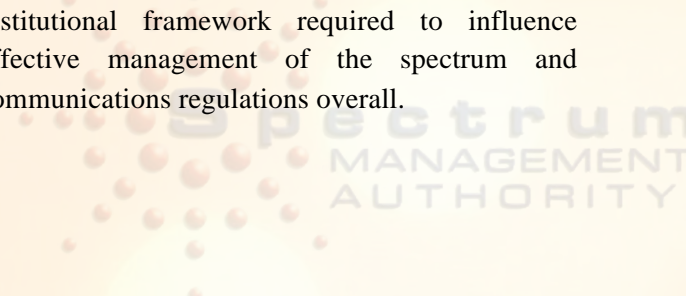 stitutional framework required to influence
ffective management of the spectrum and
ommunications regulations overall.
Spectrum
MANAGEMENT
AUTHORITY